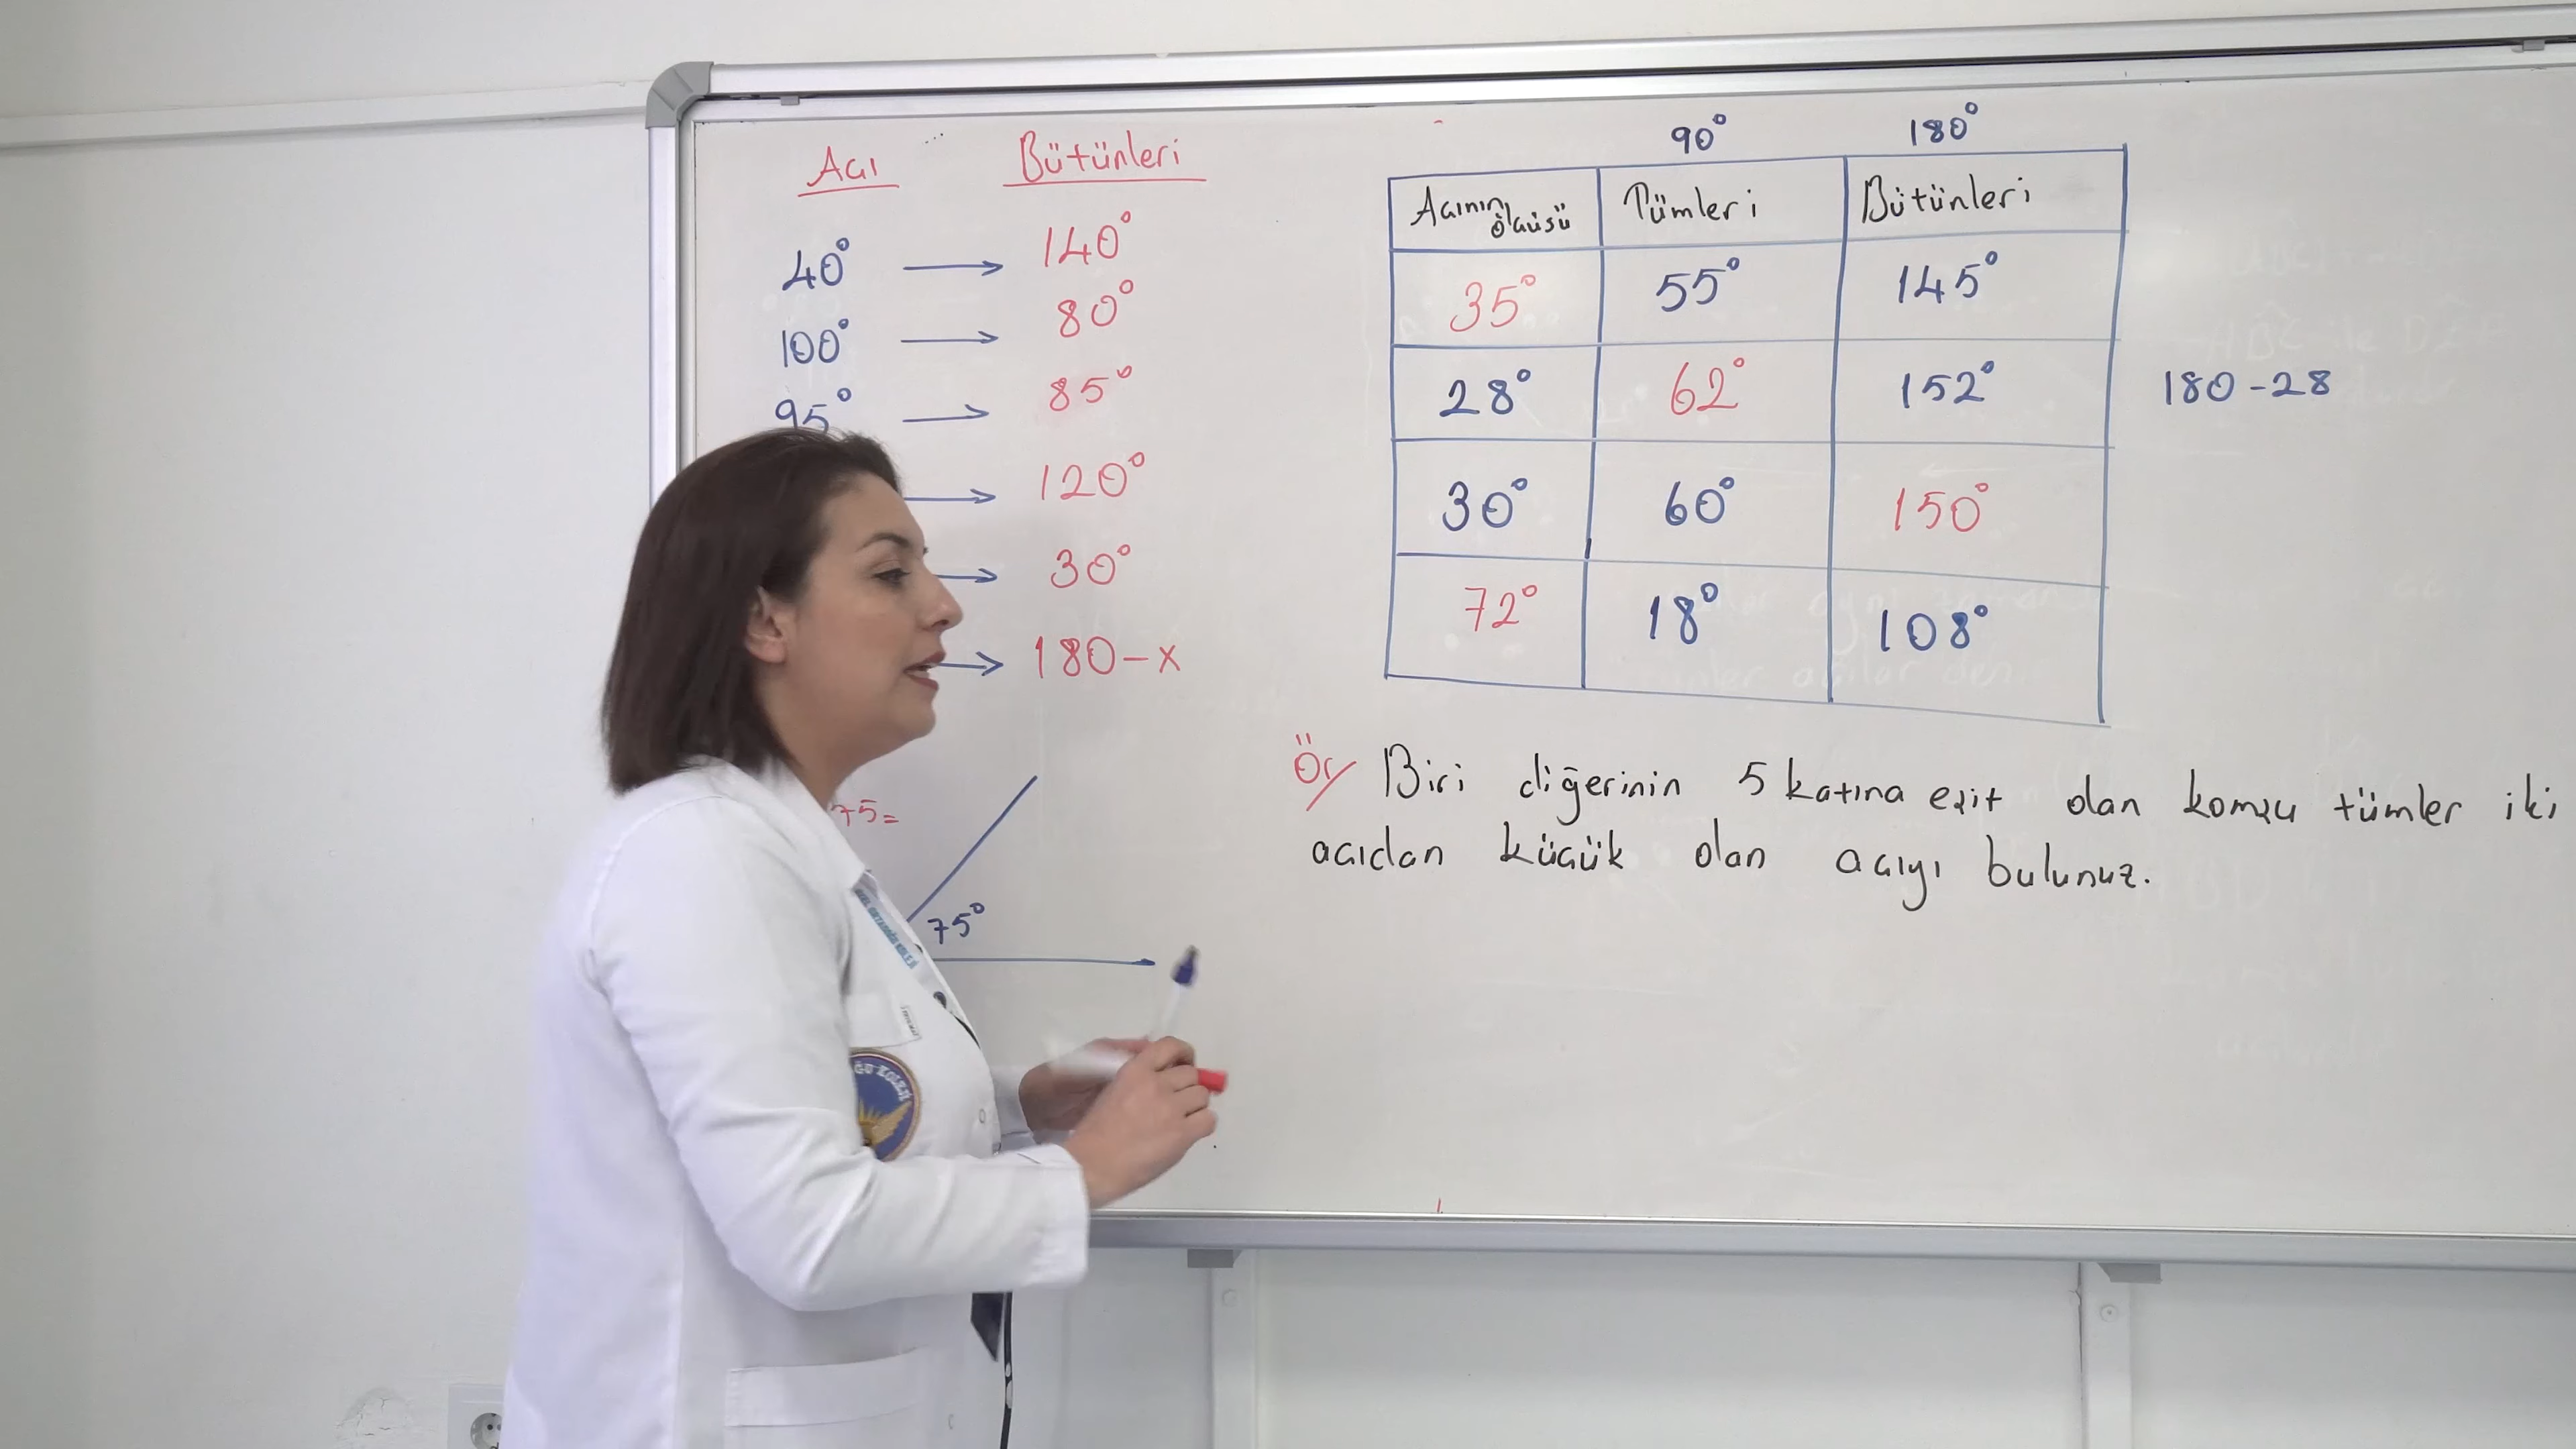 Açı Bütünleri
40° → 140°
100° → 80°
95° → 85°
→ 120°
→ 30°
→ 180-x
75=
75°
90° 180°
Açının ölçüsü Tümleri Bütünleri
35° 55° 145°
28° 62° 152° 180-28
30° 60° 150°
72° 18° 108°
Ör/ Biri diğerinin 5 katına eşit olan komşu tümler iki
açıdan küçük olan açıyı bulunuz.